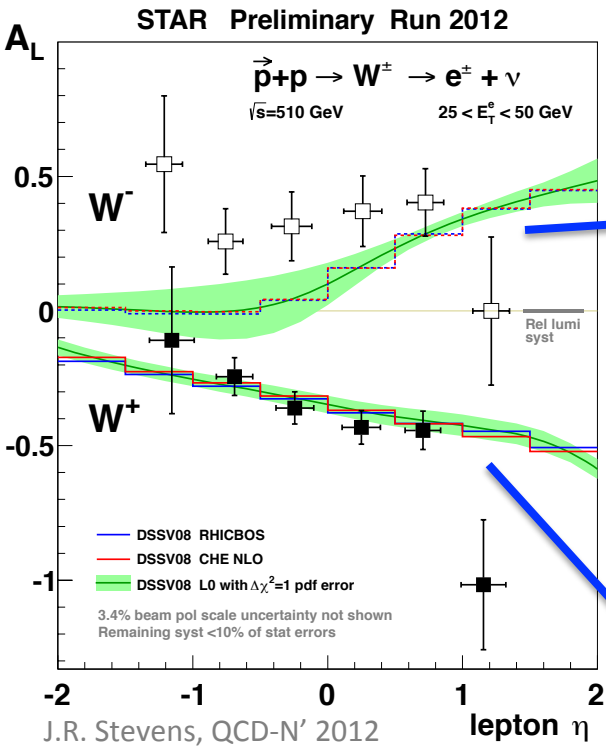 STAR Preliminary Run 2012
A_L
p+p → W± → e± + ν
√s=510 GeV 25 < E_T^e < 50 GeV
0.5
W-
0
Rel lumi
syst
W+
-0.5
DSSV08 RHICBOS
DSSV08 CHE NLO
DSSV08 L0 with Δχ²=1 pdf error
-1
3.4% beam pol scale uncertainty not shown
Remaining syst <10% of stat errors
-2 -1 0 1 2
J.R. Stevens, QCD-N' 2012 lepton η